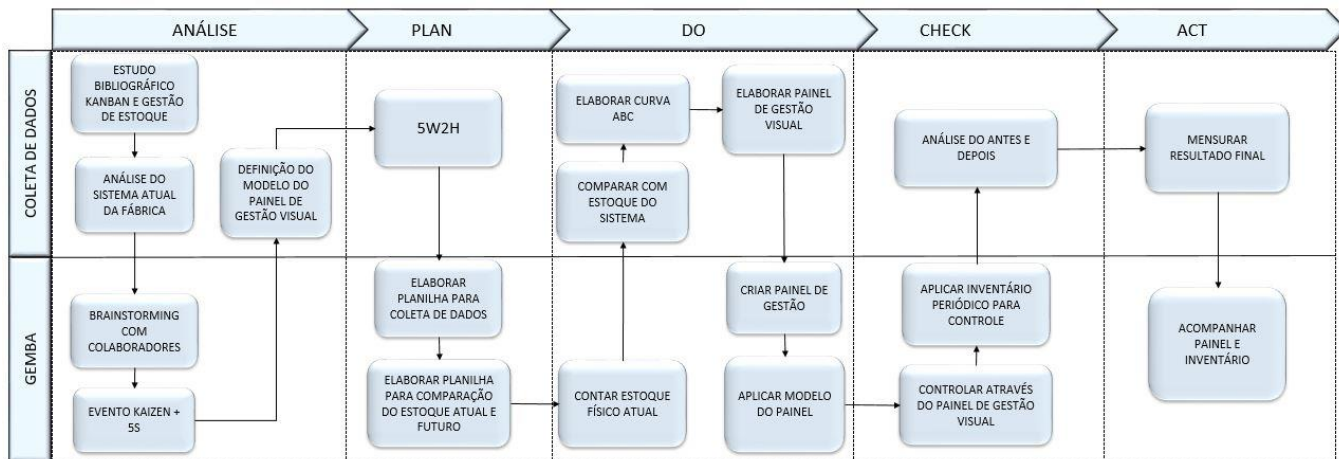 ANÁLISE
PLAN
DO
CHECK
ACT
COLETA DE DADOS
ESTUDO
BIBLIOGRÁFICO
KANBAN E GESTÃO
DE ESTOQUE
ANÁLISE DO
SISTEMA ATUAL
DA FÁBRICA
DEFINIÇÃO DO
MODELO DO
PAINEL DE
GESTÃO VISUAL
5W2H
ELABORAR CURVA
ABC
COMPARAR COM
ESTOQUE DO
SISTEMA
ELABORAR PAINEL
DE GESTÃO
VISUAL
ANÁLISE DO ANTES E
DEPOIS
MENSURAR
RESULTADO FINAL
GEMBA
BRAINSTORMING
COM
COLABORADORES
EVENTO KAIZEN +
5S
ELABORAR
PLANILHA PARA
COLETA DE DADOS
ELABORAR PLANILHA
PARA COMPARAÇÃO
DO ESTOQUE ATUAL E
FUTURO
CONTAR ESTOQUE
FÍSICO ATUAL
CRIAR PAINEL DE
GESTÃO
APLICAR MODELO
DO PAINEL
APLICAR INVENTÁRIO
PERIÓDICO PARA
CONTROLE
CONTROLAR ATRAVÉS
DO PAINEL DE GESTÃO
VISUAL
ACOMPANHAR
PAINEL E
INVENTÁRIO